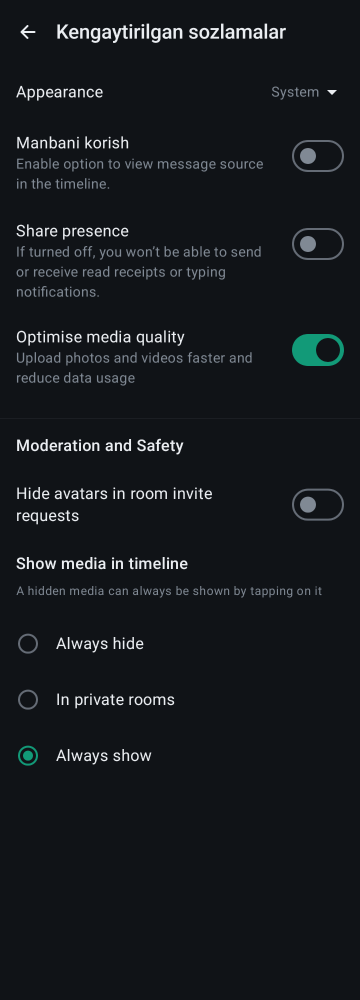 Kengaytirilgan sozlamalar
Appearance
System
Manbani korish
Enable option to view message source
in the timeline.
Share presence
If turned off, you won't be able to send
or receive read receipts or typing
notifications.
Optimise media quality
Upload photos and videos faster and
reduce data usage
Moderation and Safety
Hide avatars in room invite
requests
Show media in timeline
A hidden media can always be shown by tapping on it
Always hide
In private rooms
Always show